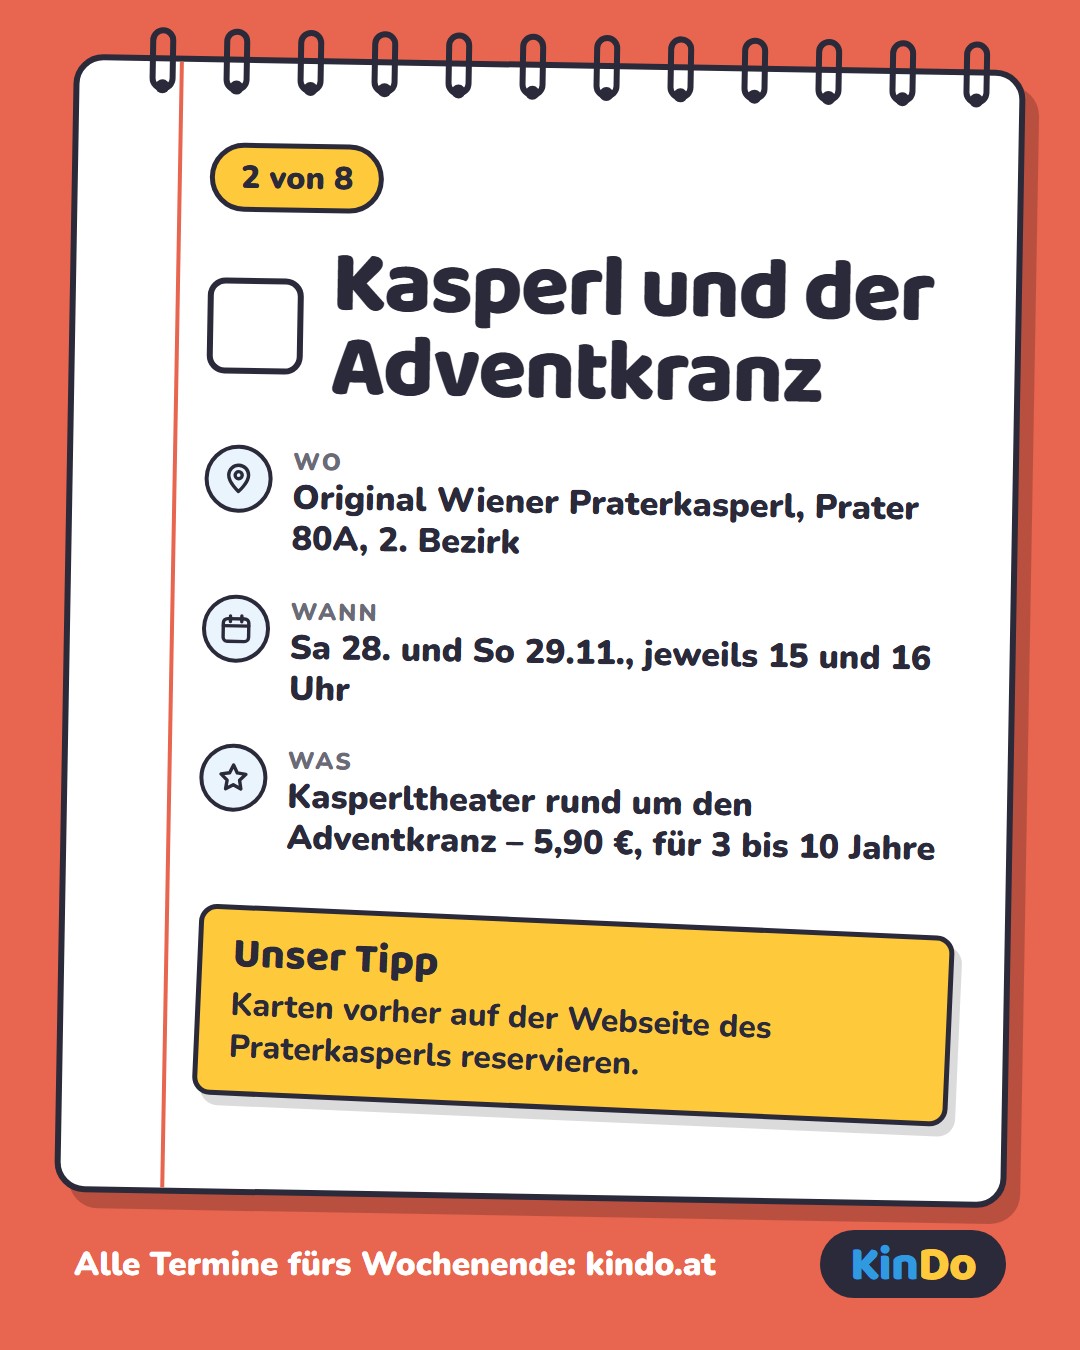 2 von 8
Kasperl und der
Adventkranz
WO
Original Wiener Praterkasperl, Prater
80A, 2. Bezirk
WANN
Sa 28. und So 29.11., jeweils 15 und 16
Uhr
WAS
Kasperltheater rund um den
Adventkranz – 5,90 €, für 3 bis 10 Jahre
Unser Tipp
Karten vorher auf der Webseite des
Praterkasperls reservieren.
Alle Termine fürs Wochenende: kindo.at
KinDo